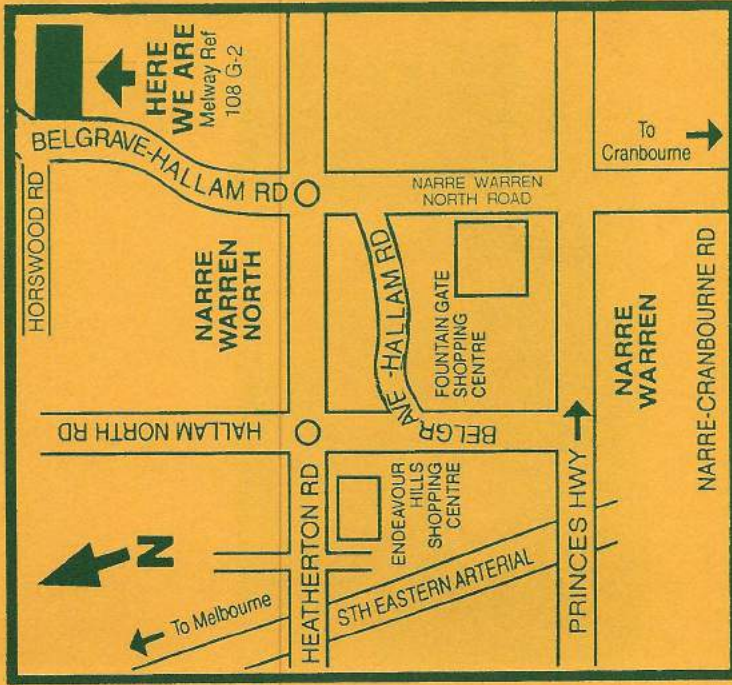 HERE
WE ARE
Melway Ref
108 G-2
BELGRAVE-HALLAM RD
HORSWOOD RD
NARRE
WARREN
NORTH
NARRE WARREN
NORTH ROAD
To
Cranbourne
BELGRAVE-HALLAM RD
FOUNTAIN GATE
SHOPPING
CENTRE
NARRE
WARREN
NARRE-CRANBOURNE RD
HALLAM NORTH RD
HEATHERTON RD
ENDEAVOUR
HILLS
SHOPPING
CENTRE
PRINCES HWY
N
To Melbourne
STH EASTERN ARTERIAL